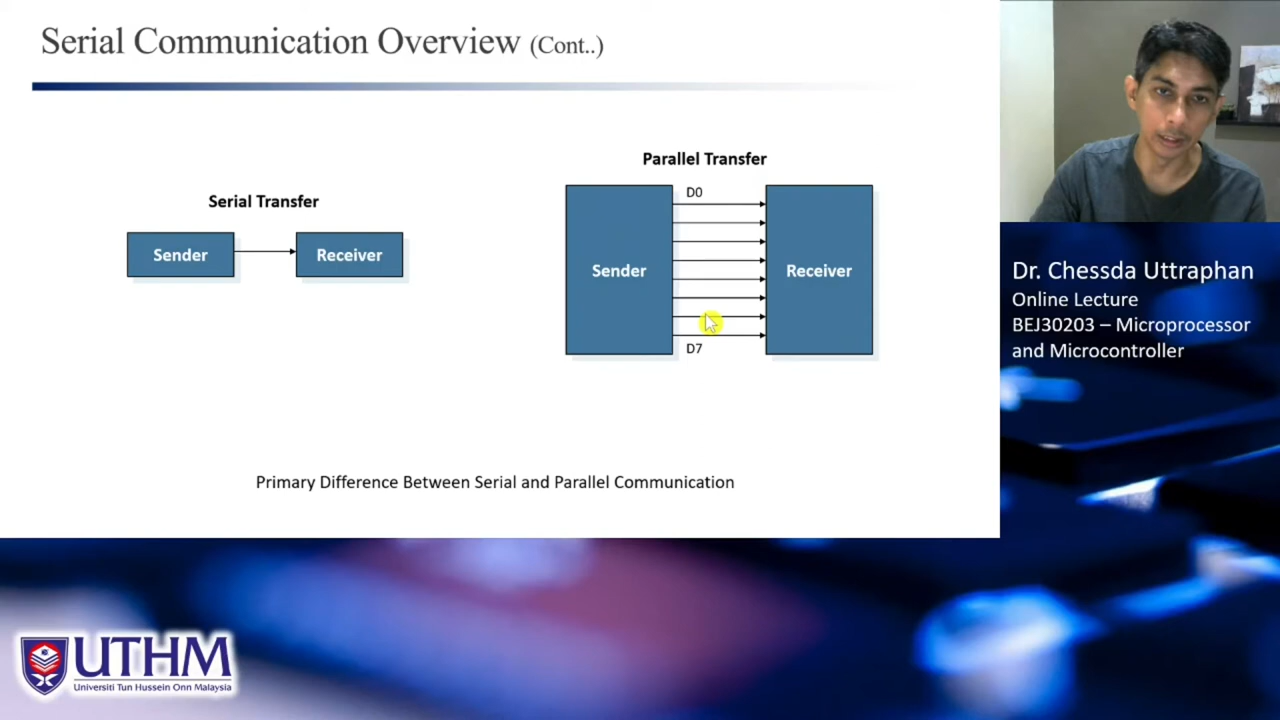 Serial Communication Overview (Cont..)
Serial Transfer
Sender
Receiver
Parallel Transfer
D0
Sender
Receiver
D7
Primary Difference Between Serial and Parallel Communication
Dr. Chessda Uttraphan
Online Lecture
BEJ30203 – Microprocessor
and Microcontroller
UTHM
Universiti Tun Hussein Onn Malaysia